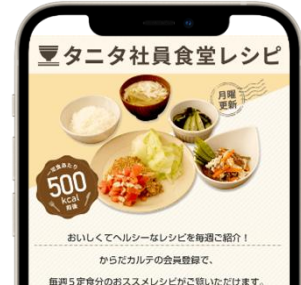 タニタ社員食堂レシピ
月曜
更新
一定食あたり
500
kcal
前後
おいしくてヘルシーなレシピを毎週ご紹介！
からだカルテの会員登録で、
毎週５定食分のおススメレシピがご覧いただけます。